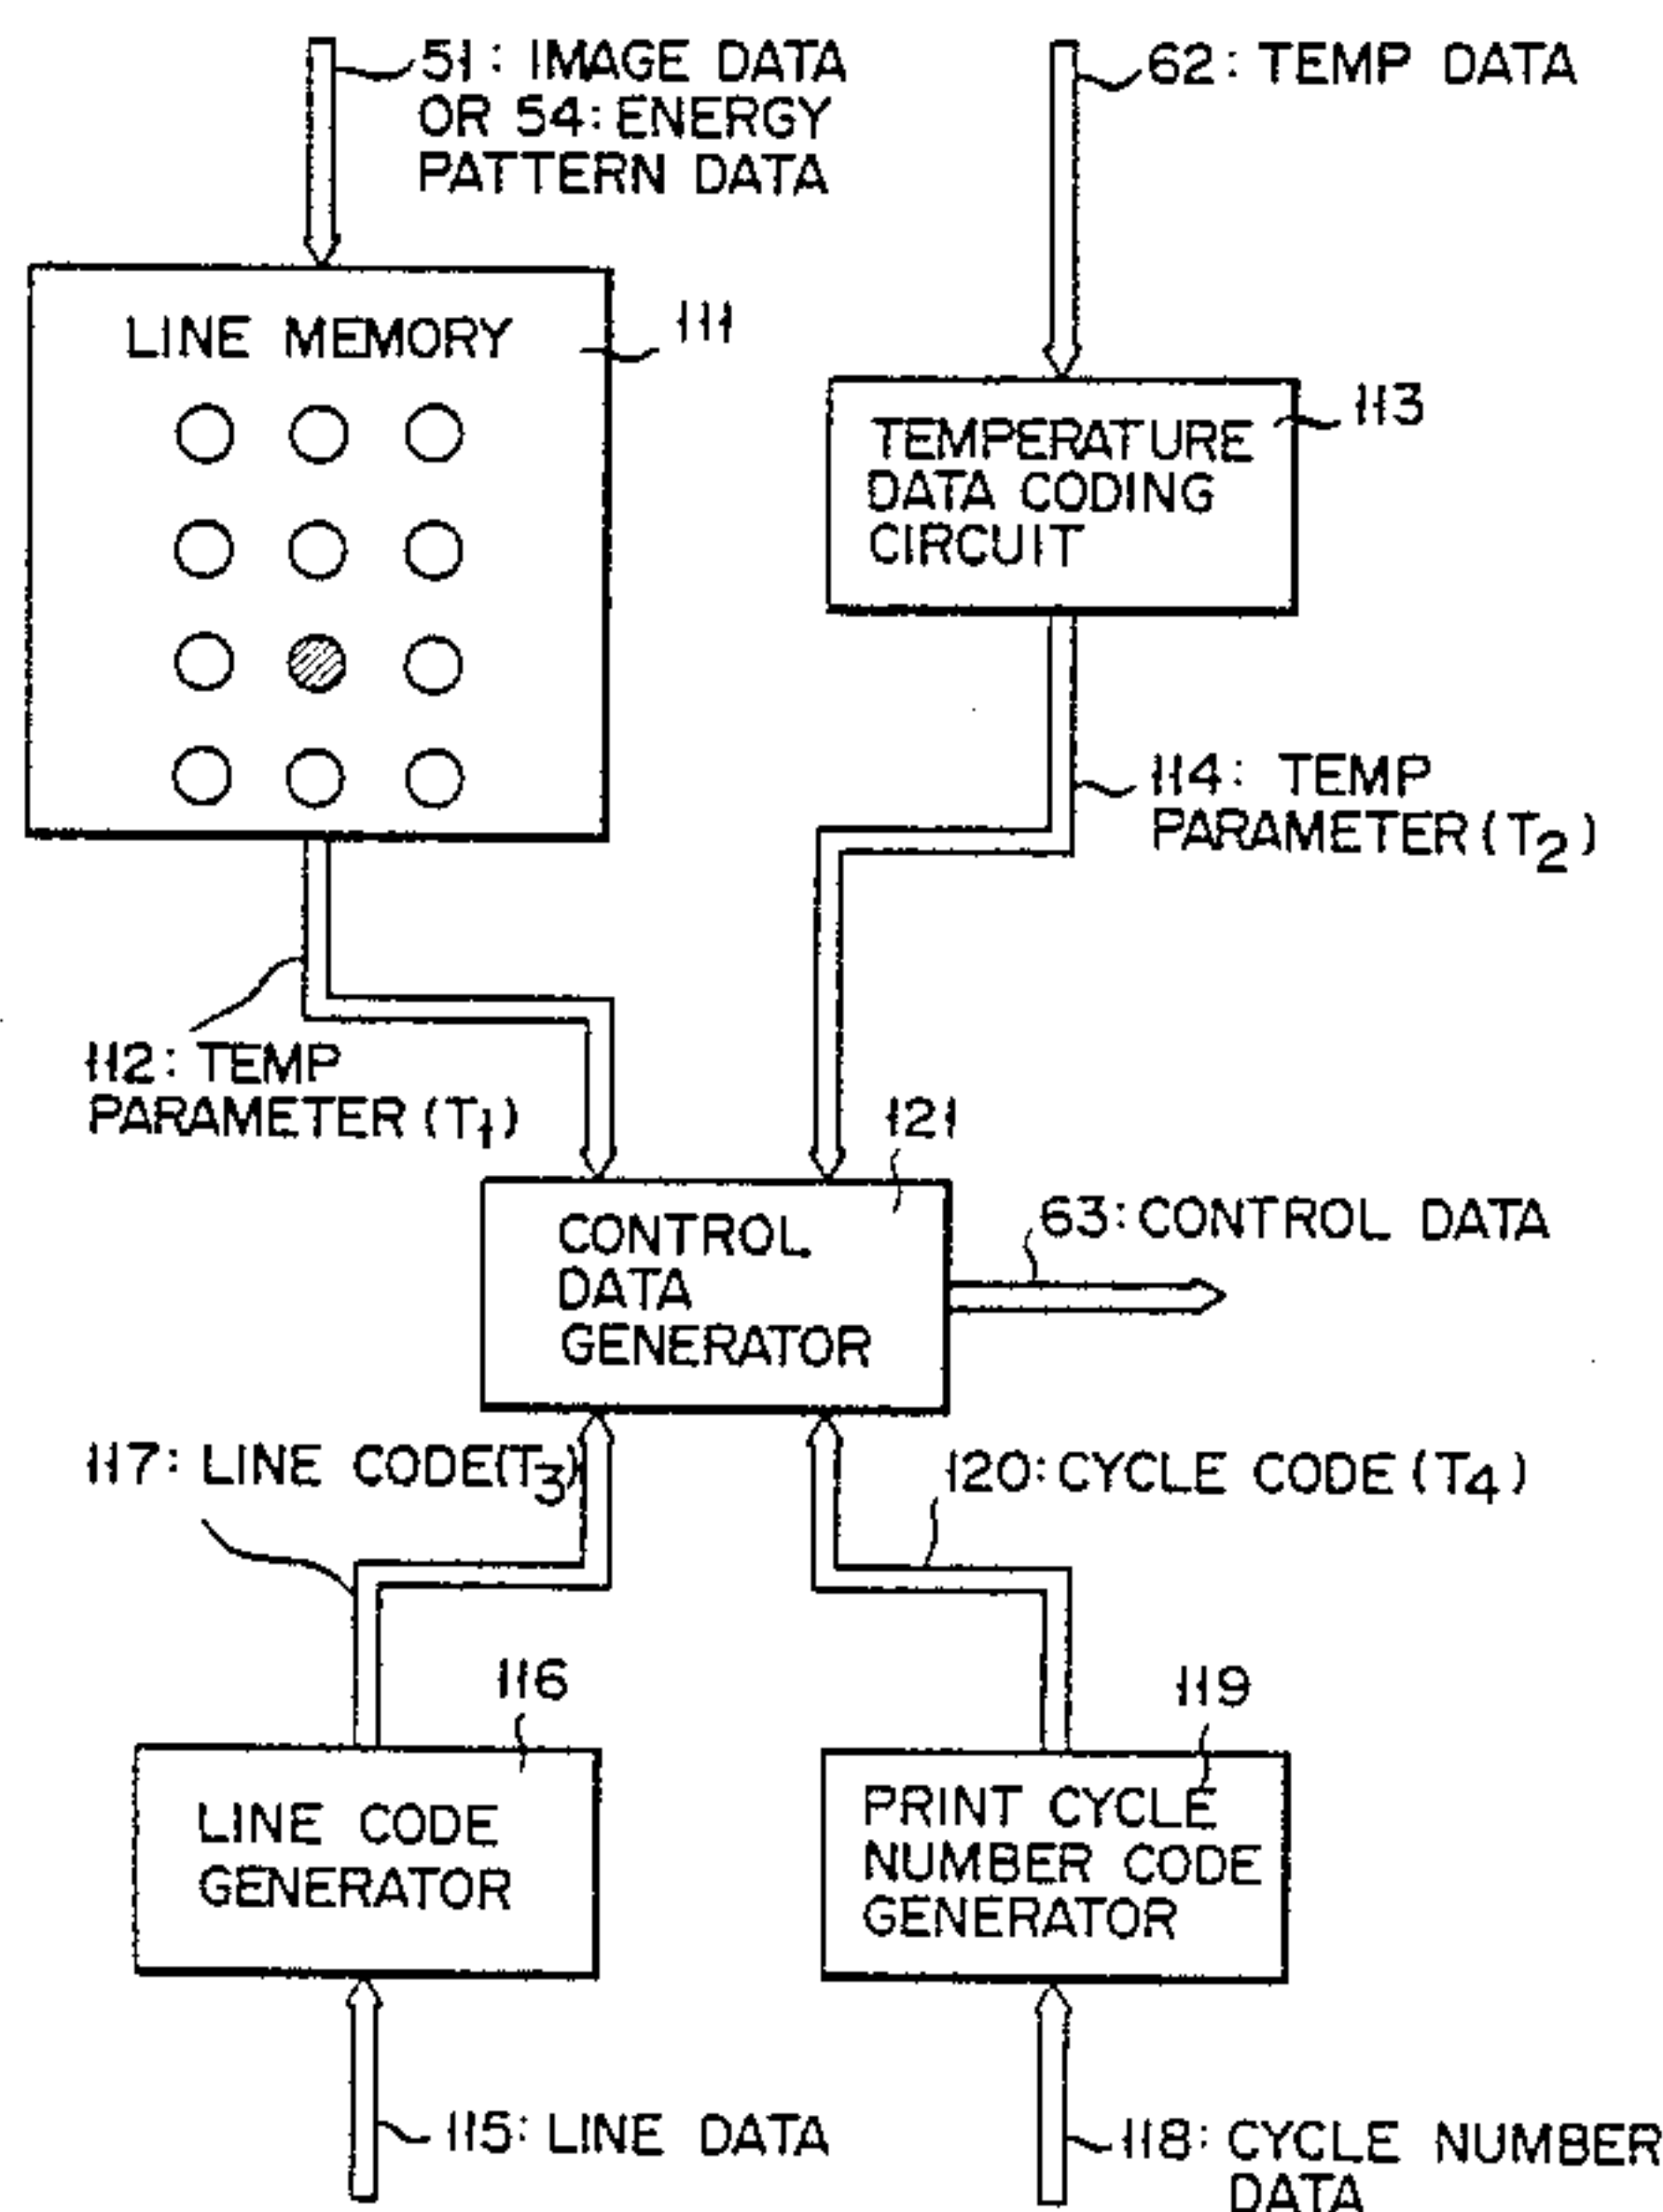 51: IMAGE DATA
OR 54: ENERGY
PATTERN DATA
62: TEMP DATA
LINE MEMORY
111
113
TEMPERATURE
DATA CODING
CIRCUIT
114: TEMP
PARAMETER (T2)
112: TEMP
PARAMETER (T1)
121
CONTROL
DATA
GENERATOR
63: CONTROL DATA
117: LINE CODE(T3)
120: CYCLE CODE (T4)
116
119
LINE CODE
GENERATOR
PRINT CYCLE
NUMBER CODE
GENERATOR
115: LINE DATA
118: CYCLE NUMBER
DATA